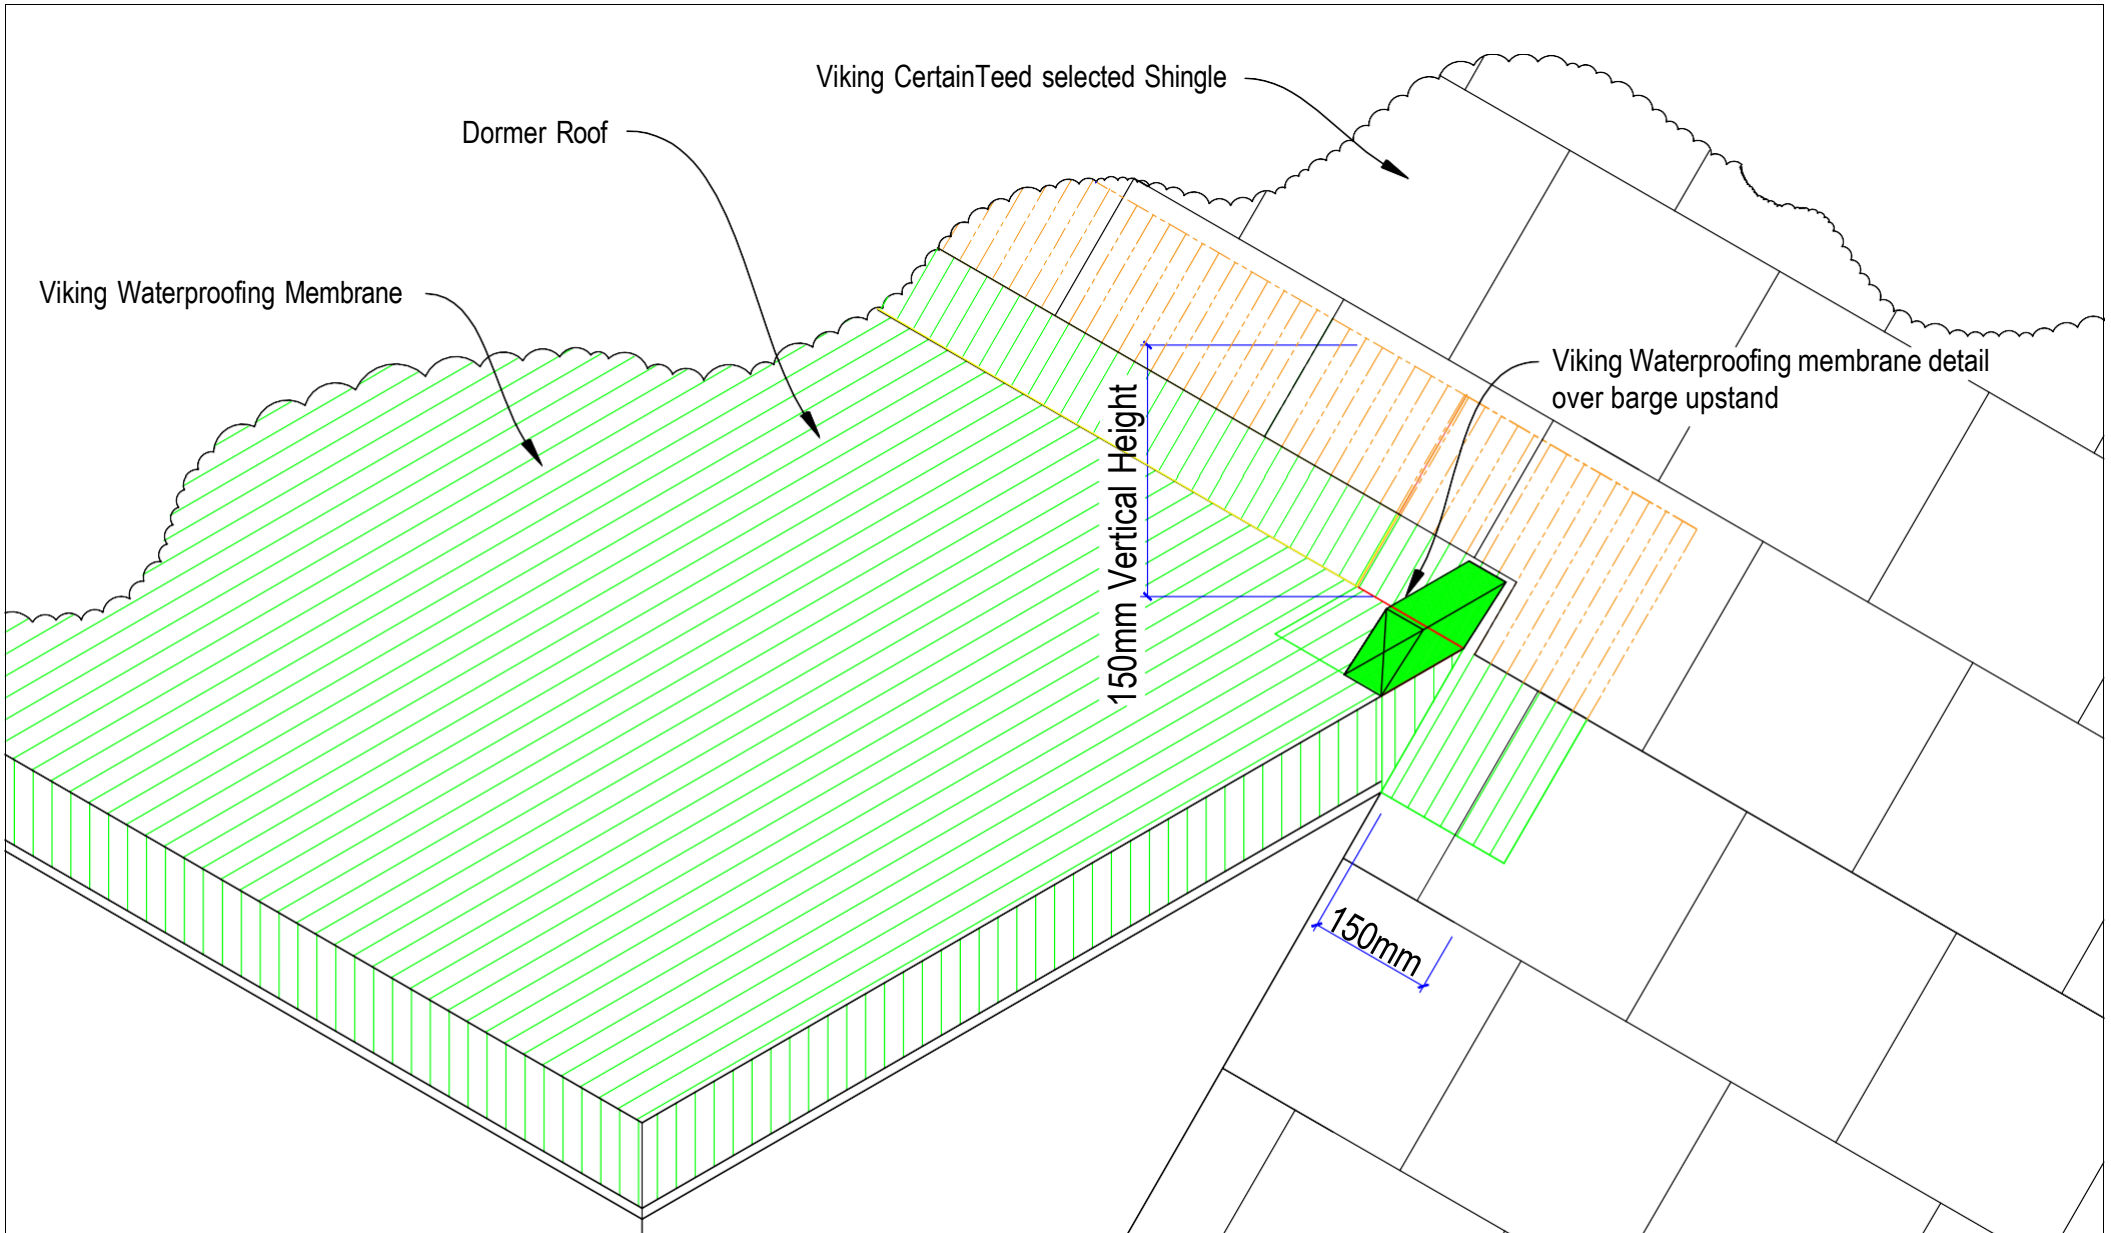 Viking CertainTeed selected Shingle
Dormer Roof
Viking Waterproofing Membrane
Viking Waterproofing membrane detail
over barge upstand
150mm Vertical Height
150mm